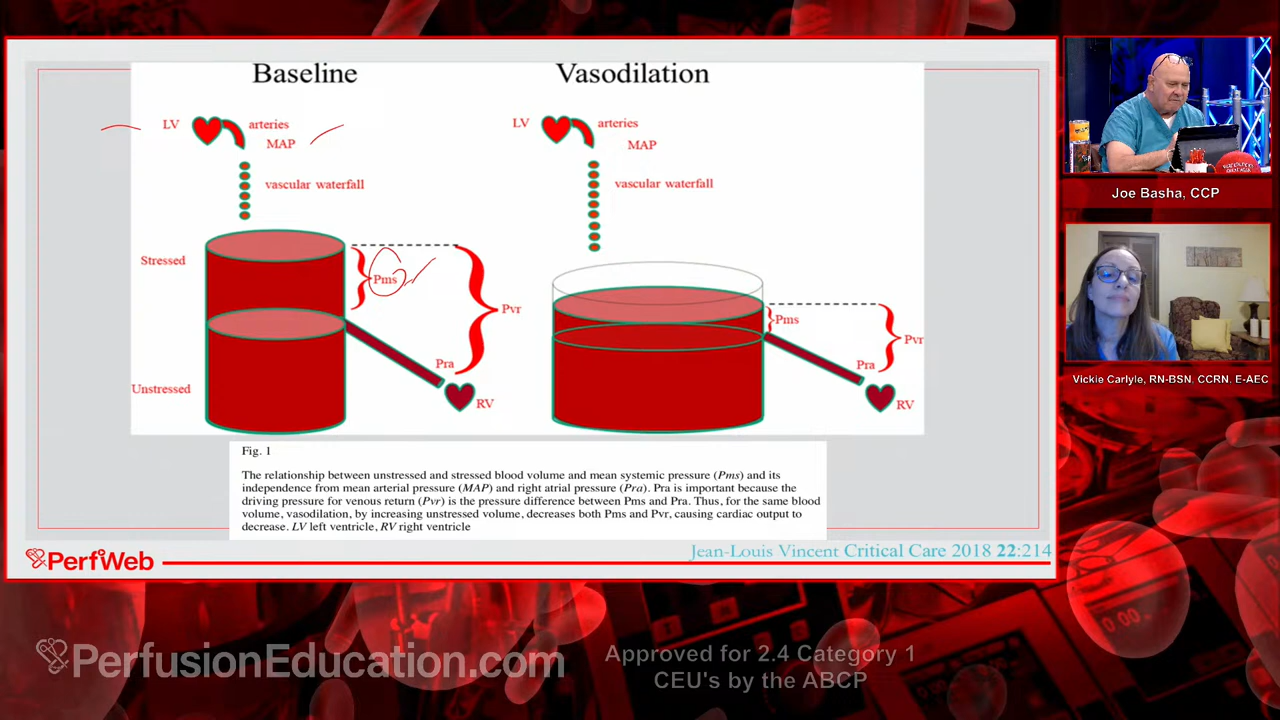 Baseline
Vasodilation
LV
arteries
MAP
vascular waterfall
Stressed
Pms
Pvr
Pra
Unstressed
RV
LV
arteries
MAP
vascular waterfall
Pms
Pvr
Pra
RV
Fig. 1
The relationship between unstressed and stressed blood volume and mean systemic pressure (Pms) and its
independence from mean arterial pressure (MAP) and right atrial pressure (Pra). Pra is important because the
driving pressure for venous return (Pvr) is the pressure difference between Pms and Pra. Thus, for the same blood
volume, vasodilation, by increasing unstressed volume, decreases both Pms and Pvr, causing cardiac output to
decrease. LV left ventricle, RV right ventricle
Jean-Louis Vincent Critical Care 2018 22:214
PerfWeb
Joe Basha, CCP
Vickie Carlyle, RN-BSN, CCRN, E-AEC
PerfusionEducation.com
Approved for 2.4 Category 1
CEU's by the ABCP